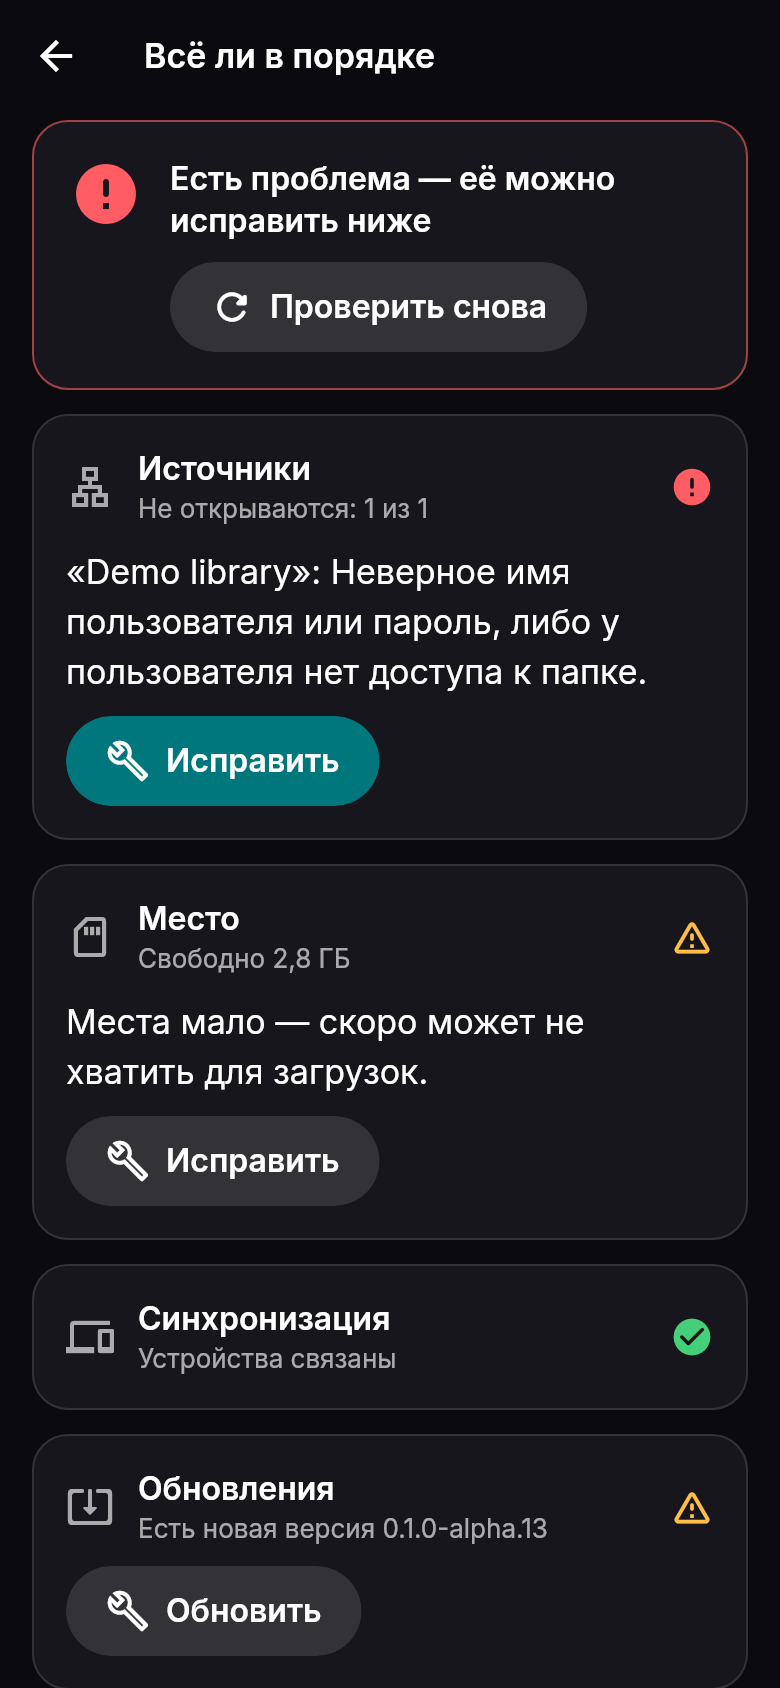 Всё ли в порядке
Есть проблема — её можно
исправить ниже
Проверить снова
Источники
Не открываются: 1 из 1
«Demo library»: Неверное имя
пользователя или пароль, либо у
пользователя нет доступа к папке.
Исправить
Место
Свободно 2,8 ГБ
Места мало — скоро может не
хватить для загрузок.
Исправить
Синхронизация
Устройства связаны
Обновления
Есть новая версия 0.1.0-alpha.13
Обновить